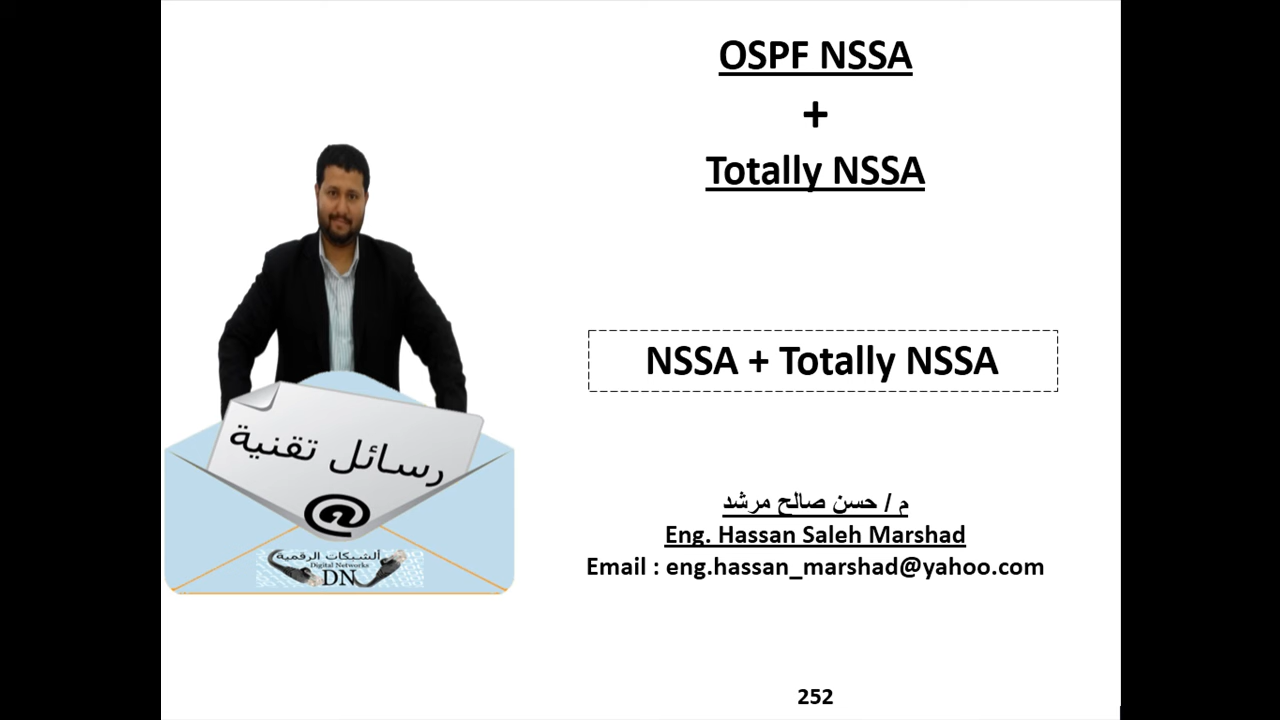 OSPF NSSA
+
Totally NSSA
NSSA + Totally NSSA
رسائل تقنية
@
الشبكات الرقمية
Digital Networks
DN
م / حسن صالح مرشد
Eng. Hassan Saleh Marshad
Email : eng.hassan_marshad@yahoo.com
252